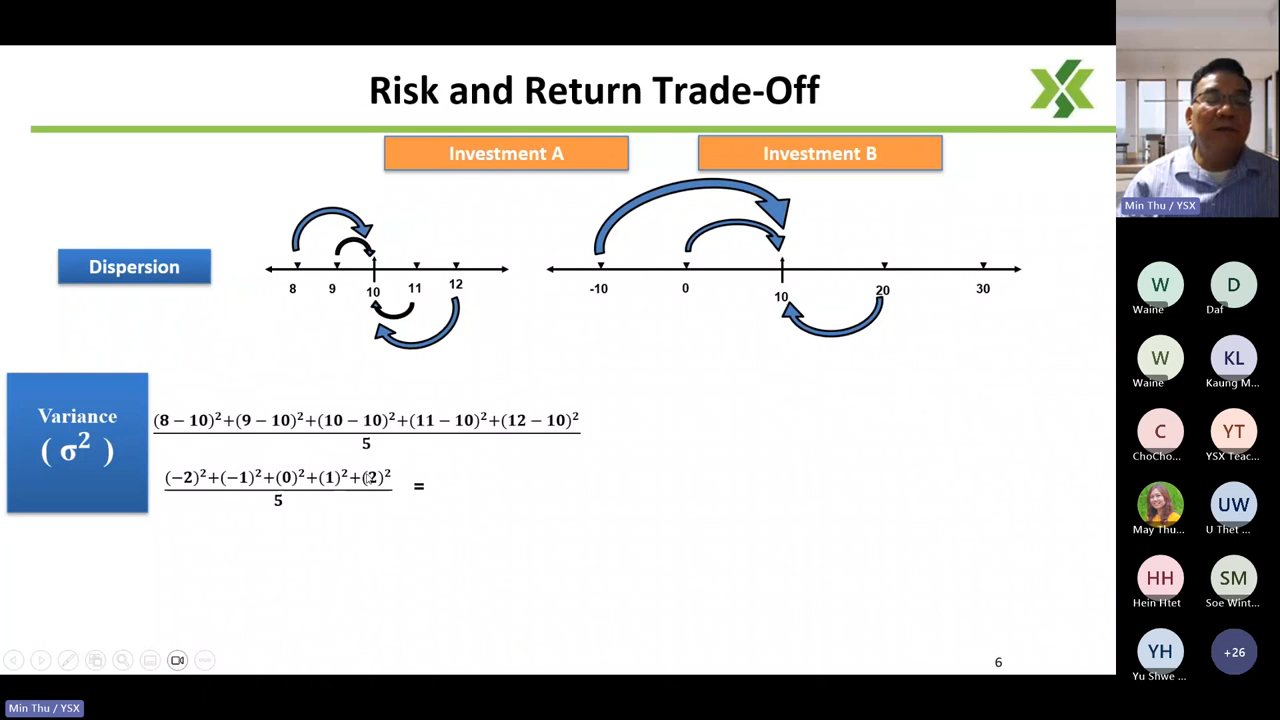 Risk and Return Trade-Off
Investment A
Investment B
Dispersion
8 9 10 11 12
-10 0 10 20 30
Variance
( σ² )
(8 − 10)²+(9 − 10)²+(10 − 10)²+(11 − 10)²+(12 − 10)²
5
(−2)²+(−1)²+(0)²+(1)²+(2)²
5
=
6
Min Thu / YSX
W
Waine
D
Daf
W
Waine
KL
Kaung M...
C
ChoCho...
YT
YSX Teac...
May Thu...
UW
U Thet ...
HH
Hein Htet
SM
Soe Wint...
YH
Yu Shwe ...
+26
Min Thu / YSX